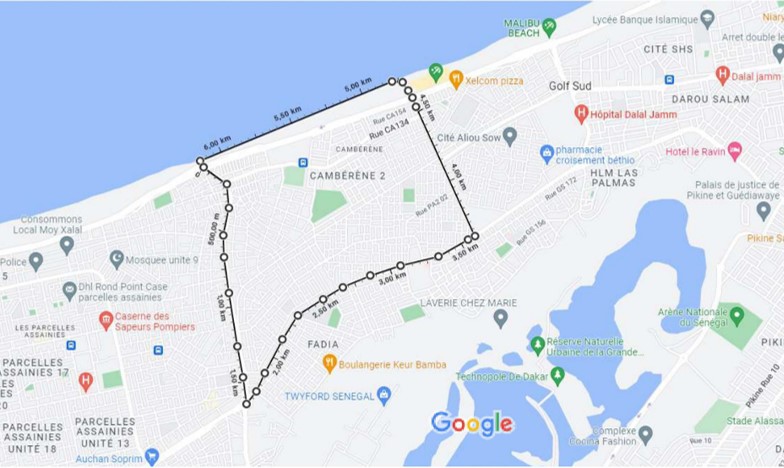 MALIBU
BEACH
Lycée Banque Islamique
Niary
Arret double le
CITÉ SHS
Xelcom pizza
Golf Sud
Dalal jamm
DAROU SALAM
5,00 km
5,50 km
6,00 km
4,50 km
Rue CA154
Rue CA134
Hôpital Dalal Jamm
Cité Aliou Sow
CAMBÉRÈNE
pharmacie
croisement béthio
Hotel le Ravin
CAMBÉRÈNE 2
4,00 km
HLM LAS
PALMAS
Rue GS 172
Palais de justice de
Pikine et Guédiawaye
Rue PA2 02
Consommons
Local Moy Xalal
500,00 m
Rue GS 156
Pikine Sa
Police
Mosquee unite 9
3,50 km
5
3,00 km
Dhl Rond Point Case
parcelles assainies
1,00 km
2,50 km
LAVERIE CHEZ MARIE
Caserne des
Sapeurs Pompiers
Arène Nationale
du Sénégal
LES PARCELLES
ASSAINIES
FADIA
Réserve Naturelle
Urbaine de la Grande...
PIKI
PARCELLES
ASSAINIES 17
2,00 km
Boulangerie Keur Bamba
Technopole De Dakar
1,50 km
Pikine Rue 10
TWYFORD SENEGAL
PARCELLES
ASSAINIES
UNITÉ 18
PARCELLES
ASSAINIES
UNITÉ 13
Google
Stade Alassa
Complexe
Cocina Fashion
Rue 10
Auchan Soprim